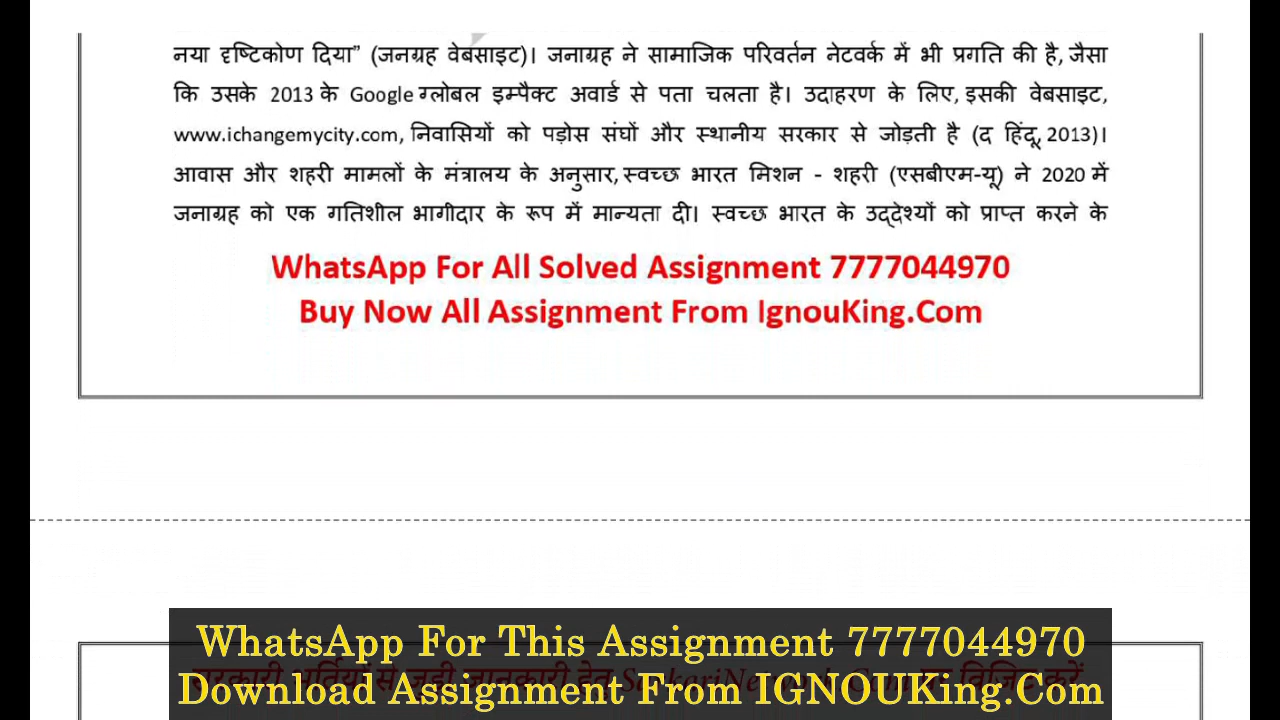 नया दृष्टिकोण दिया” (जनग्रह वेबसाइट)। जनाग्रह ने सामाजिक परिवर्तन नेटवर्क में भी प्रगति की है, जैसा
कि उसके 2013 के Google ग्लोबल इम्पैक्ट अवार्ड से पता चलता है। उदाहरण के लिए, इसकी वेबसाइट,
www.ichangemycity.com, निवासियों को पड़ोस संघों और स्थानीय सरकार से जोड़ती है (द हिंदू, 2013)।
आवास और शहरी मामलों के मंत्रालय के अनुसार, स्वच्छ भारत मिशन - शहरी (एसबीएम-यू) ने 2020 में
जनाग्रह को एक गतिशील भागीदार के रूप में मान्यता दी। स्वच्छ भारत के उद्देश्यों को प्राप्त करने के
WhatsApp For All Solved Assignment 7777044970
Buy Now All Assignment From IgnouKing.Com
WhatsApp For This Assignment 7777044970
Download Assignment From IGNOUKing.Com